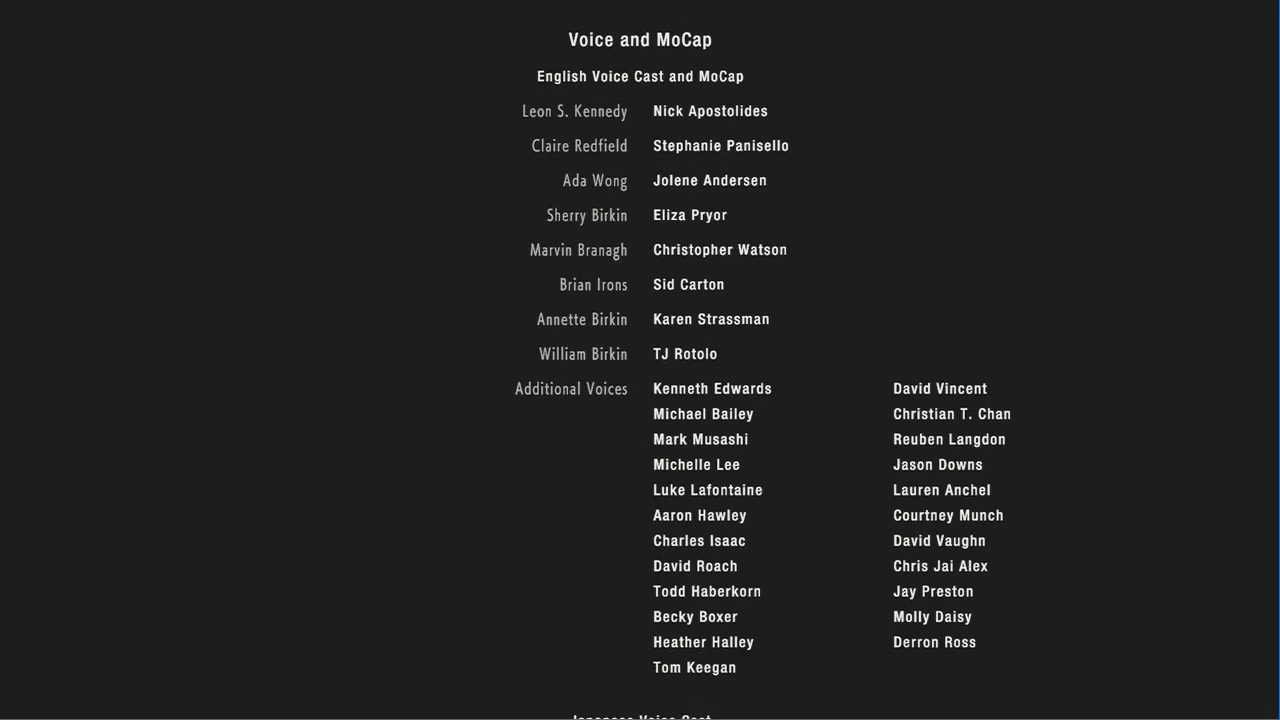 Voice and MoCap
English Voice Cast and MoCap
Leon S. Kennedy Nick Apostolides
Claire Redfield Stephanie Panisello
Ada Wong Jolene Andersen
Sherry Birkin Eliza Pryor
Marvin Branagh Christopher Watson
Brian Irons Sid Carton
Annette Birkin Karen Strassman
William Birkin TJ Rotolo
Additional Voices Kenneth Edwards David Vincent
Michael Bailey Christian T. Chan
Mark Musashi Reuben Langdon
Michelle Lee Jason Downs
Luke Lafontaine Lauren Anchel
Aaron Hawley Courtney Munch
Charles Isaac David Vaughn
David Roach Chris Jai Alex
Todd Haberkorn Jay Preston
Becky Boxer Molly Daisy
Heather Halley Derron Ross
Tom Keegan
Japanese Voice Cast